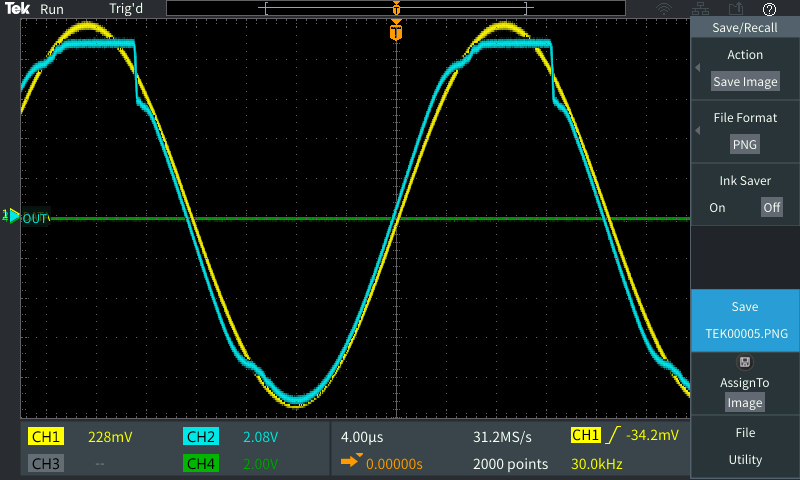 Tek Run Trig'd
T
T
?
Save/Recall
Action
Save Image
File Format
PNG
Ink Saver
On Off
OUT
Save
TEK00005.PNG
AssignTo
Image
File
Utility
CH1 228mV CH2 2.08V 4.00µs 31.2MS/s CH1 -34.2mV
CH3 -- CH4 2.00V 0.00000s 2000 points 30.0kHz